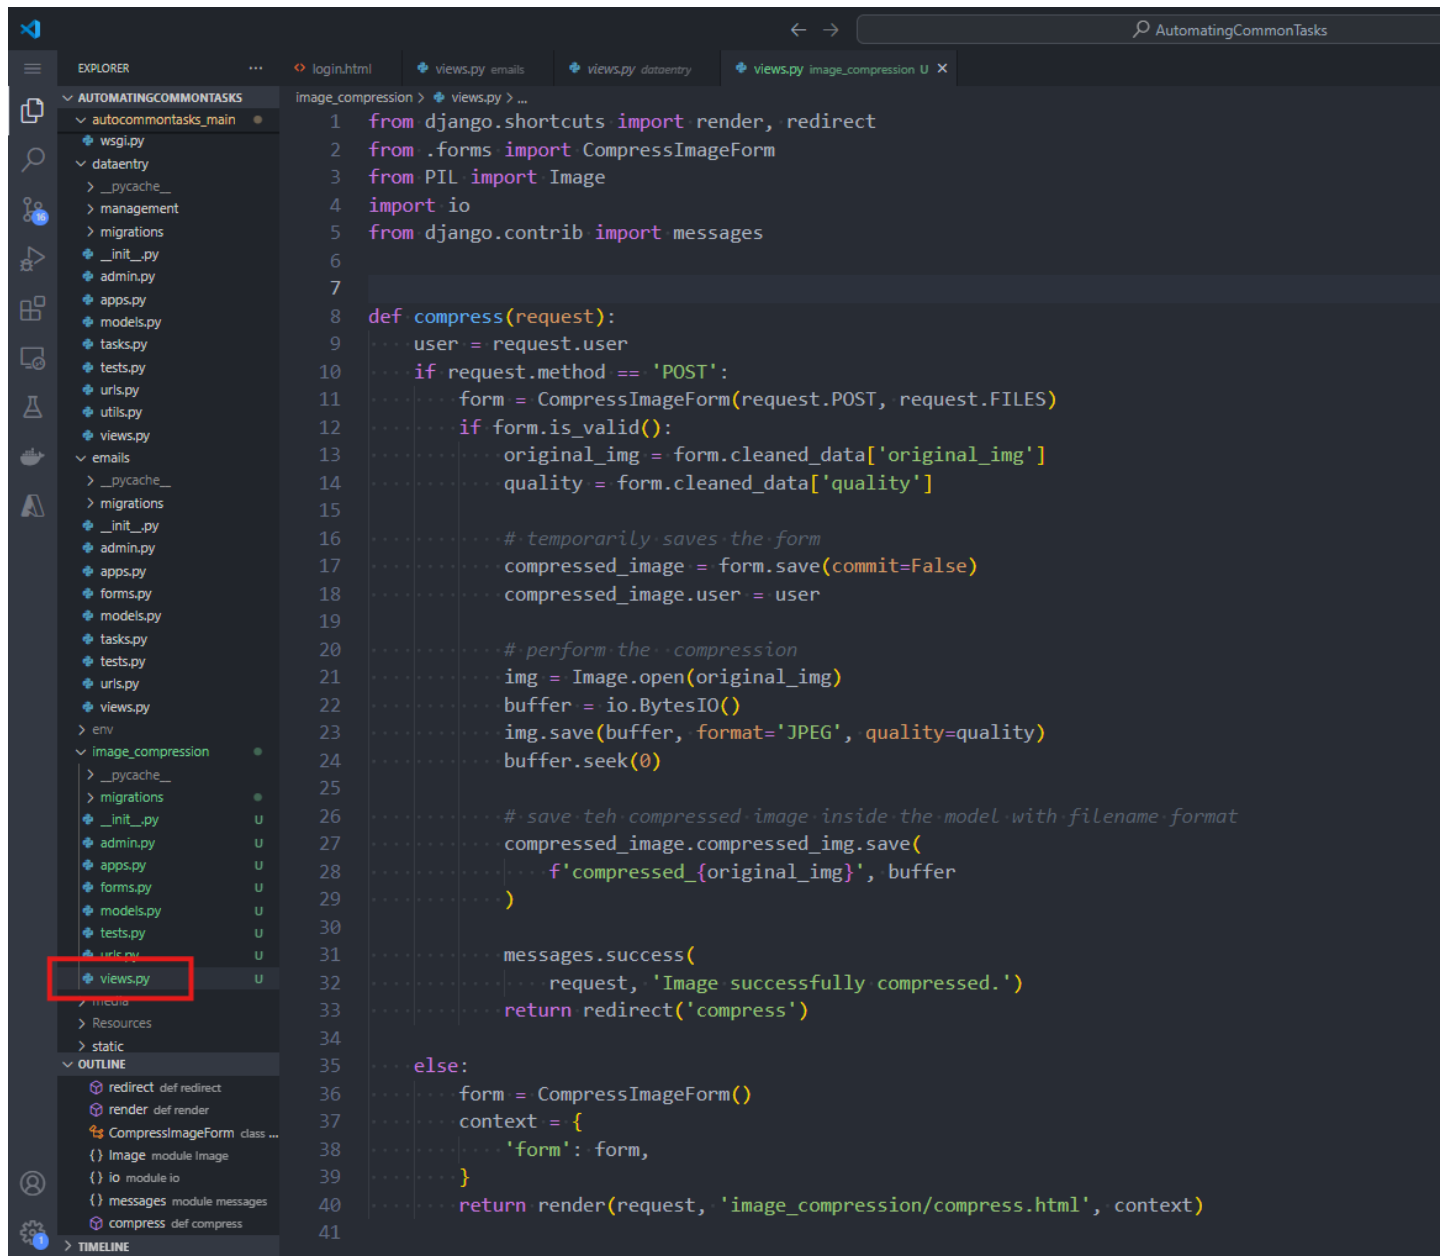 AutomatingCommonTasks
EXPLORER
login.html
views.py emails
views.py dataentry
views.py image_compression U
AUTOMATINGCOMMONTASKS
autocommontasks_main
wsgi.py
dataentry
__pycache__
management
migrations
__init__.py
admin.py
apps.py
models.py
tasks.py
tests.py
urls.py
utils.py
views.py
emails
__pycache__
migrations
__init__.py
admin.py
apps.py
forms.py
models.py
tasks.py
tests.py
urls.py
views.py
env
image_compression
__pycache__
migrations
__init__.py U
admin.py U
apps.py U
forms.py U
models.py U
tests.py U
urls.py U
views.py U
media
Resources
static
OUTLINE
redirect def redirect
render def render
CompressImageForm class ...
Image module Image
io module io
messages module messages
compress def compress
TIMELINE
16
1
image_compression > views.py > ...
1 from django.shortcuts import render, redirect
2 from .forms import CompressImageForm
3 from PIL import Image
4 import io
5 from django.contrib import messages
6
7
8 def compress(request):
9 user = request.user
10 if request.method == 'POST':
11 form = CompressImageForm(request.POST, request.FILES)
12 if form.is_valid():
13 original_img = form.cleaned_data['original_img']
14 quality = form.cleaned_data['quality']
15
16 # temporarily saves the form
17 compressed_image = form.save(commit=False)
18 compressed_image.user = user
19
20 # perform the  compression
21 img = Image.open(original_img)
22 buffer = io.BytesIO()
23 img.save(buffer, format='JPEG', quality=quality)
24 buffer.seek(0)
25
26 # save teh compressed image inside the model with filename format
27 compressed_image.compressed_img.save(
28 f'compressed_{original_img}', buffer
29 )
30
31 messages.success(
32 request, 'Image successfully compressed.')
33 return redirect('compress')
34
35 else:
36 form = CompressImageForm()
37 context = {
38 'form': form,
39 }
40 return render(request, 'image_compression/compress.html', context)
41